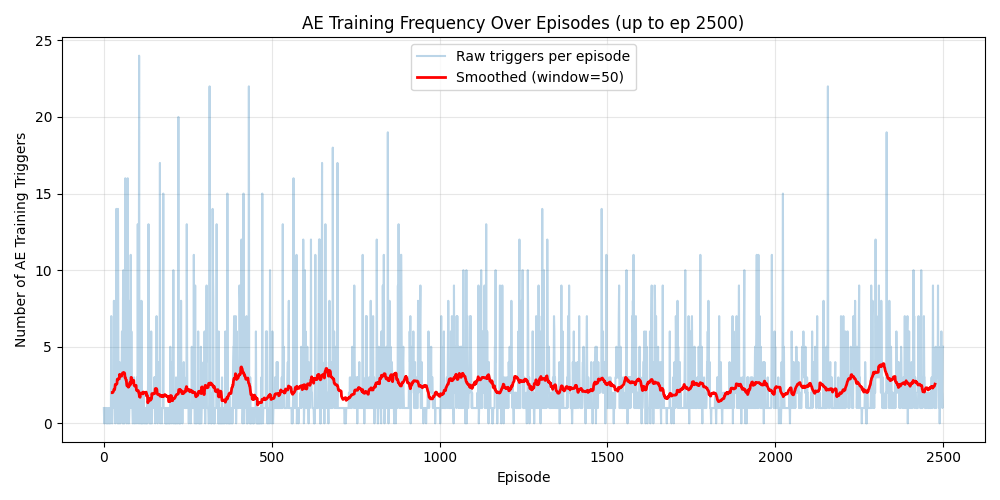 AE Training Frequency Over Episodes (up to ep 2500)
Raw triggers per episode
Smoothed (window=50)
Number of AE Training Triggers
25
20
15
10
5
0
0 500 1000 1500 2000 2500
Episode